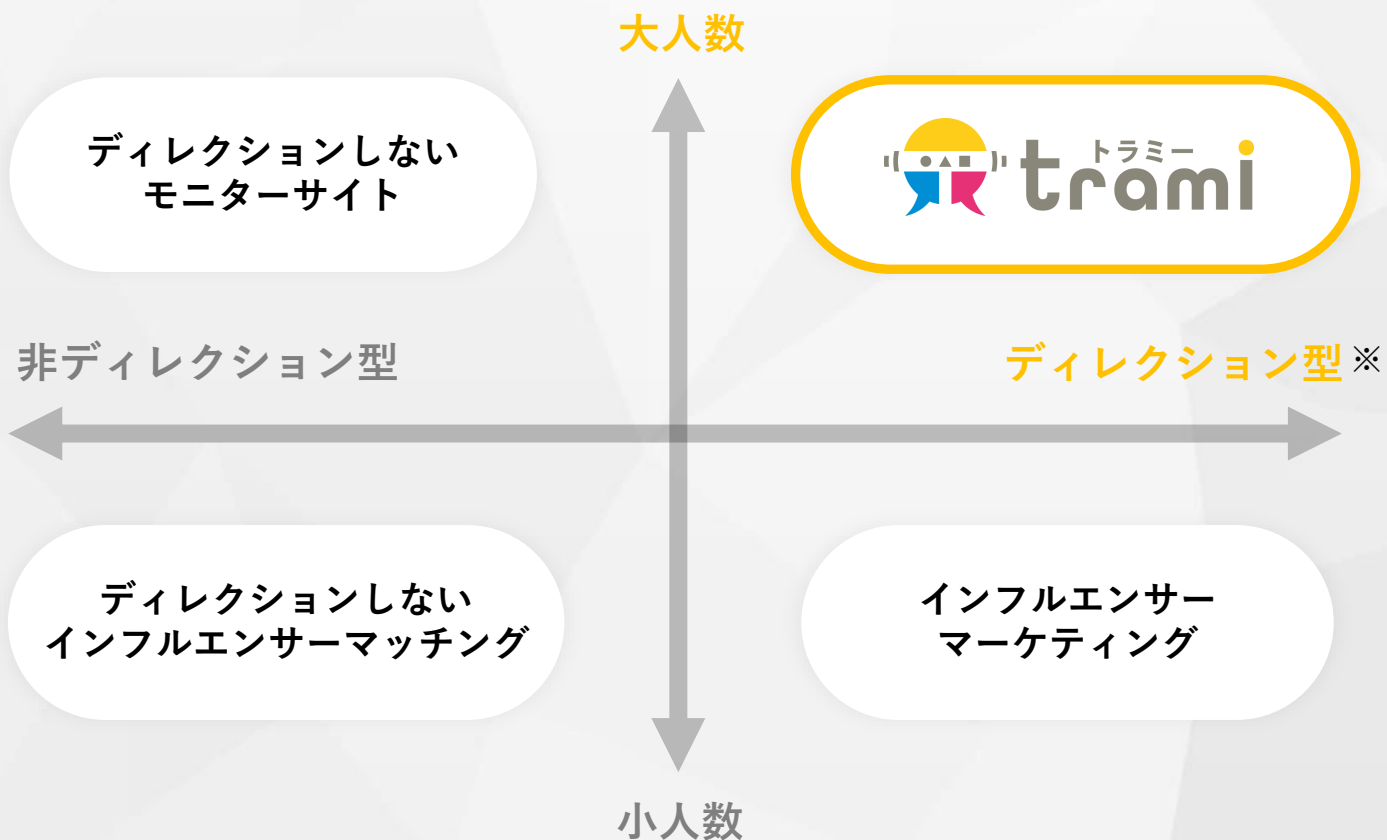 大人数
ディレクションしない
モニターサイト
トラミー
trami
非ディレクション型
ディレクション型※
ディレクションしない
インフルエンサーマッチング
インフルエンサー
マーケティング
小人数